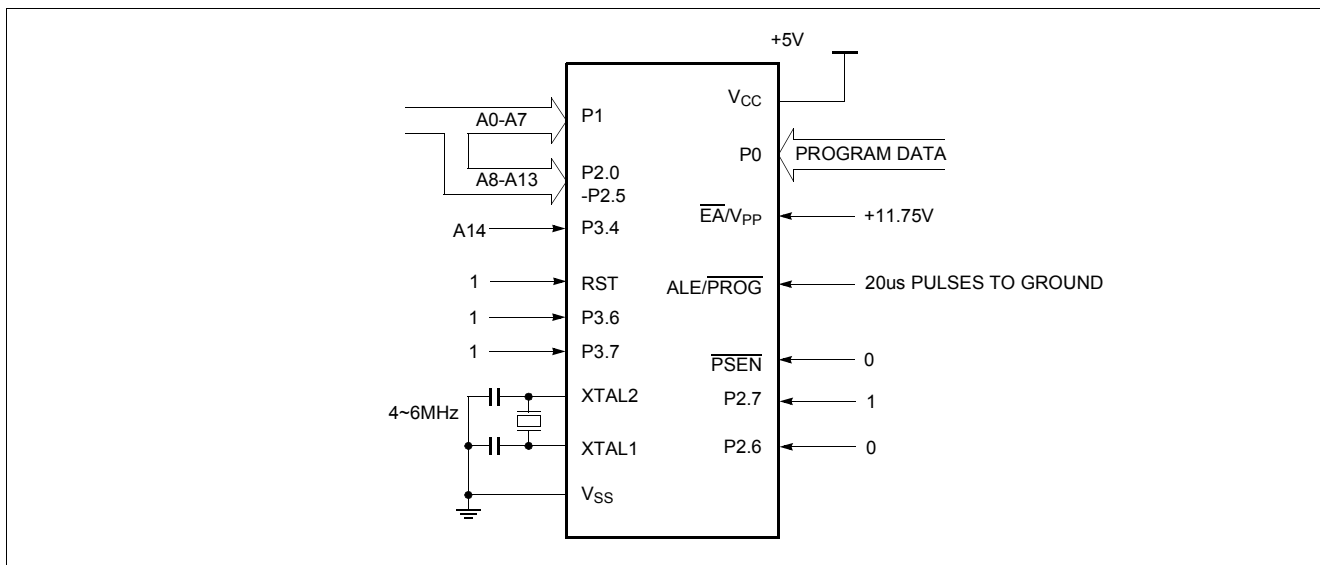 +5V
VCC
P1
A0-A7
P0
PROGRAM DATA
P2.0
A8-A13
-P2.5
EA/VPP
+11.75V
A14
P3.4
1
RST
ALE/PROG
20us PULSES TO GROUND
1
P3.6
1
P3.7
PSEN
0
XTAL2
P2.7
1
4~6MHz
XTAL1
P2.6
0
VSS